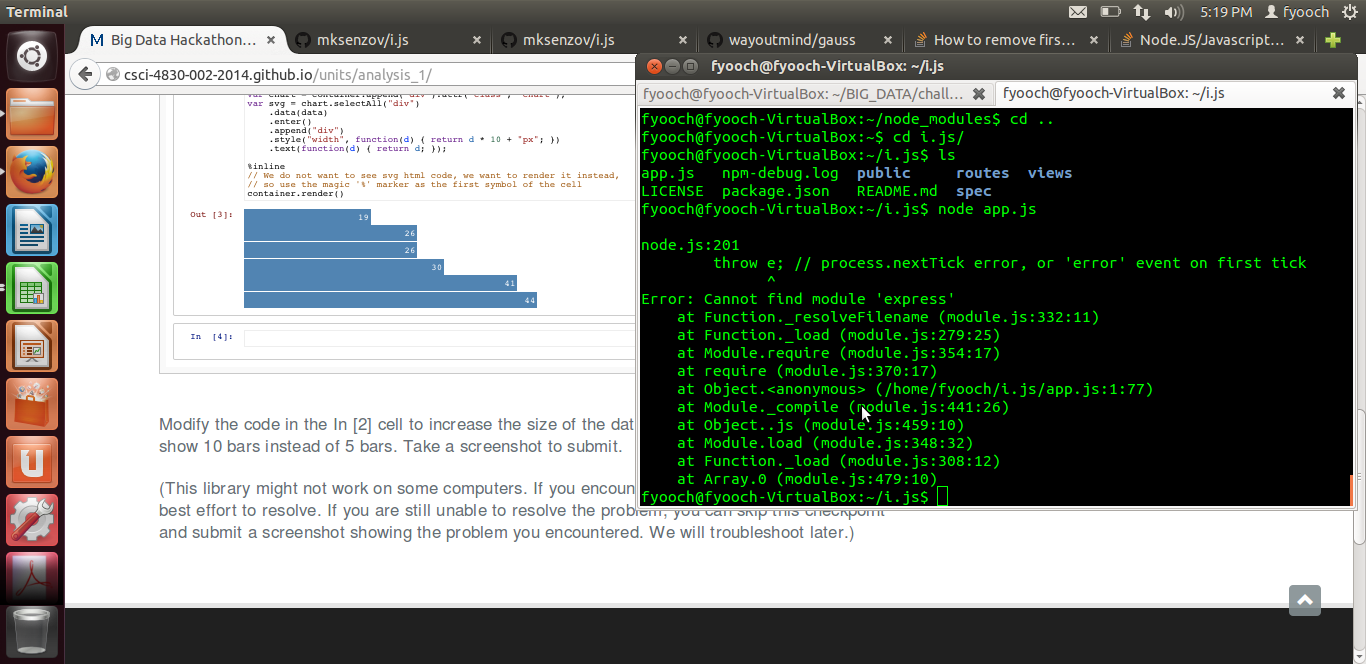 Terminal
5:19 PM
fyooch
Big Data Hackathon...
mksenzov/i.js
mksenzov/i.js
wayoutmind/gauss
How to remove firs...
Node.JS/Javascript...
csci-4830-002-2014.github.io/units/analysis_1/
var svg = chart.selectAll("div")
.data(data)
.enter()
.append("div")
.style("width", function(d) { return d * 10 + "px"; })
.text(function(d) { return d; });
%inline
// We do not want to see svg html code, we want to render it instead,
// so use the magic '%' marker as the first symbol of the cell
container.render()
Out [3]:
19
26
26
30
41
44
In [4]:
Modify the code in the In [2] cell to increase the size of the dat
show 10 bars instead of 5 bars. Take a screenshot to submit.
(This library might not work on some computers. If you encoun
best effort to resolve. If you are still unable to resolve the problem, you can skip this checkpoint
and submit a screenshot showing the problem you encountered. We will troubleshoot later.)
fyooch@fyooch-VirtualBox: ~/i.js
fyooch@fyooch-VirtualBox: ~/BIG_DATA/chall...
fyooch@fyooch-VirtualBox: ~/i.js
fyooch@fyooch-VirtualBox:~/node_modules$ cd ..
fyooch@fyooch-VirtualBox:~$ cd i.js/
fyooch@fyooch-VirtualBox:~/i.js$ ls
app.js npm-debug.log public routes views
LICENSE package.json README.md spec
fyooch@fyooch-VirtualBox:~/i.js$ node app.js
node.js:201
throw e; // process.nextTick error, or 'error' event on first tick
^
Error: Cannot find module 'express'
at Function._resolveFilename (module.js:332:11)
at Function._load (module.js:279:25)
at Module.require (module.js:354:17)
at require (module.js:370:17)
at Object.<anonymous> (/home/fyooch/i.js/app.js:1:77)
at Module._compile (module.js:441:26)
at Object..js (module.js:459:10)
at Module.load (module.js:348:32)
at Function._load (module.js:308:12)
at Array.0 (module.js:479:10)
fyooch@fyooch-VirtualBox:~/i.js$